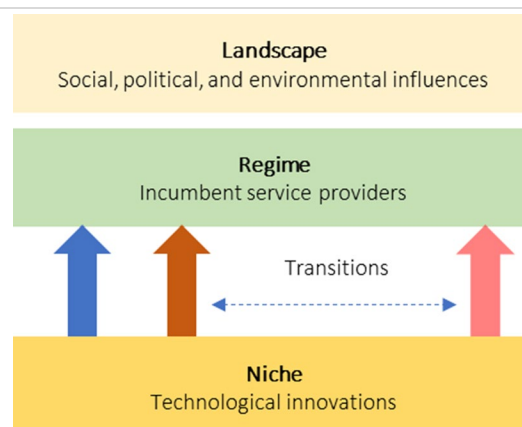 Landscape
Social, political, and environmental influences
Regime
Incumbent service providers
Transitions
Niche
Technological innovations